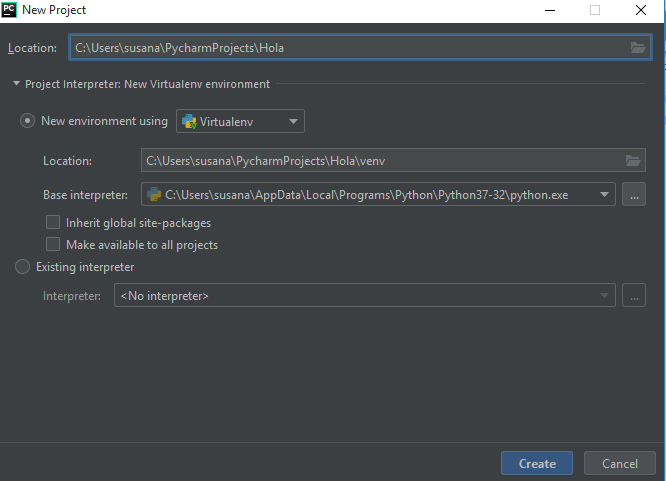 PC New Project
Location: C:\Users\susana\PycharmProjects\Hola
Project Interpreter: New Virtualenv environment
New environment using Virtualenv
Location: C:\Users\susana\PycharmProjects\Hola\venv
Base interpreter: C:\Users\susana\AppData\Local\Programs\Python\Python37-32\python.exe ...
Inherit global site-packages
Make available to all projects
Existing interpreter
Interpreter: <No interpreter> ...
Create Cancel